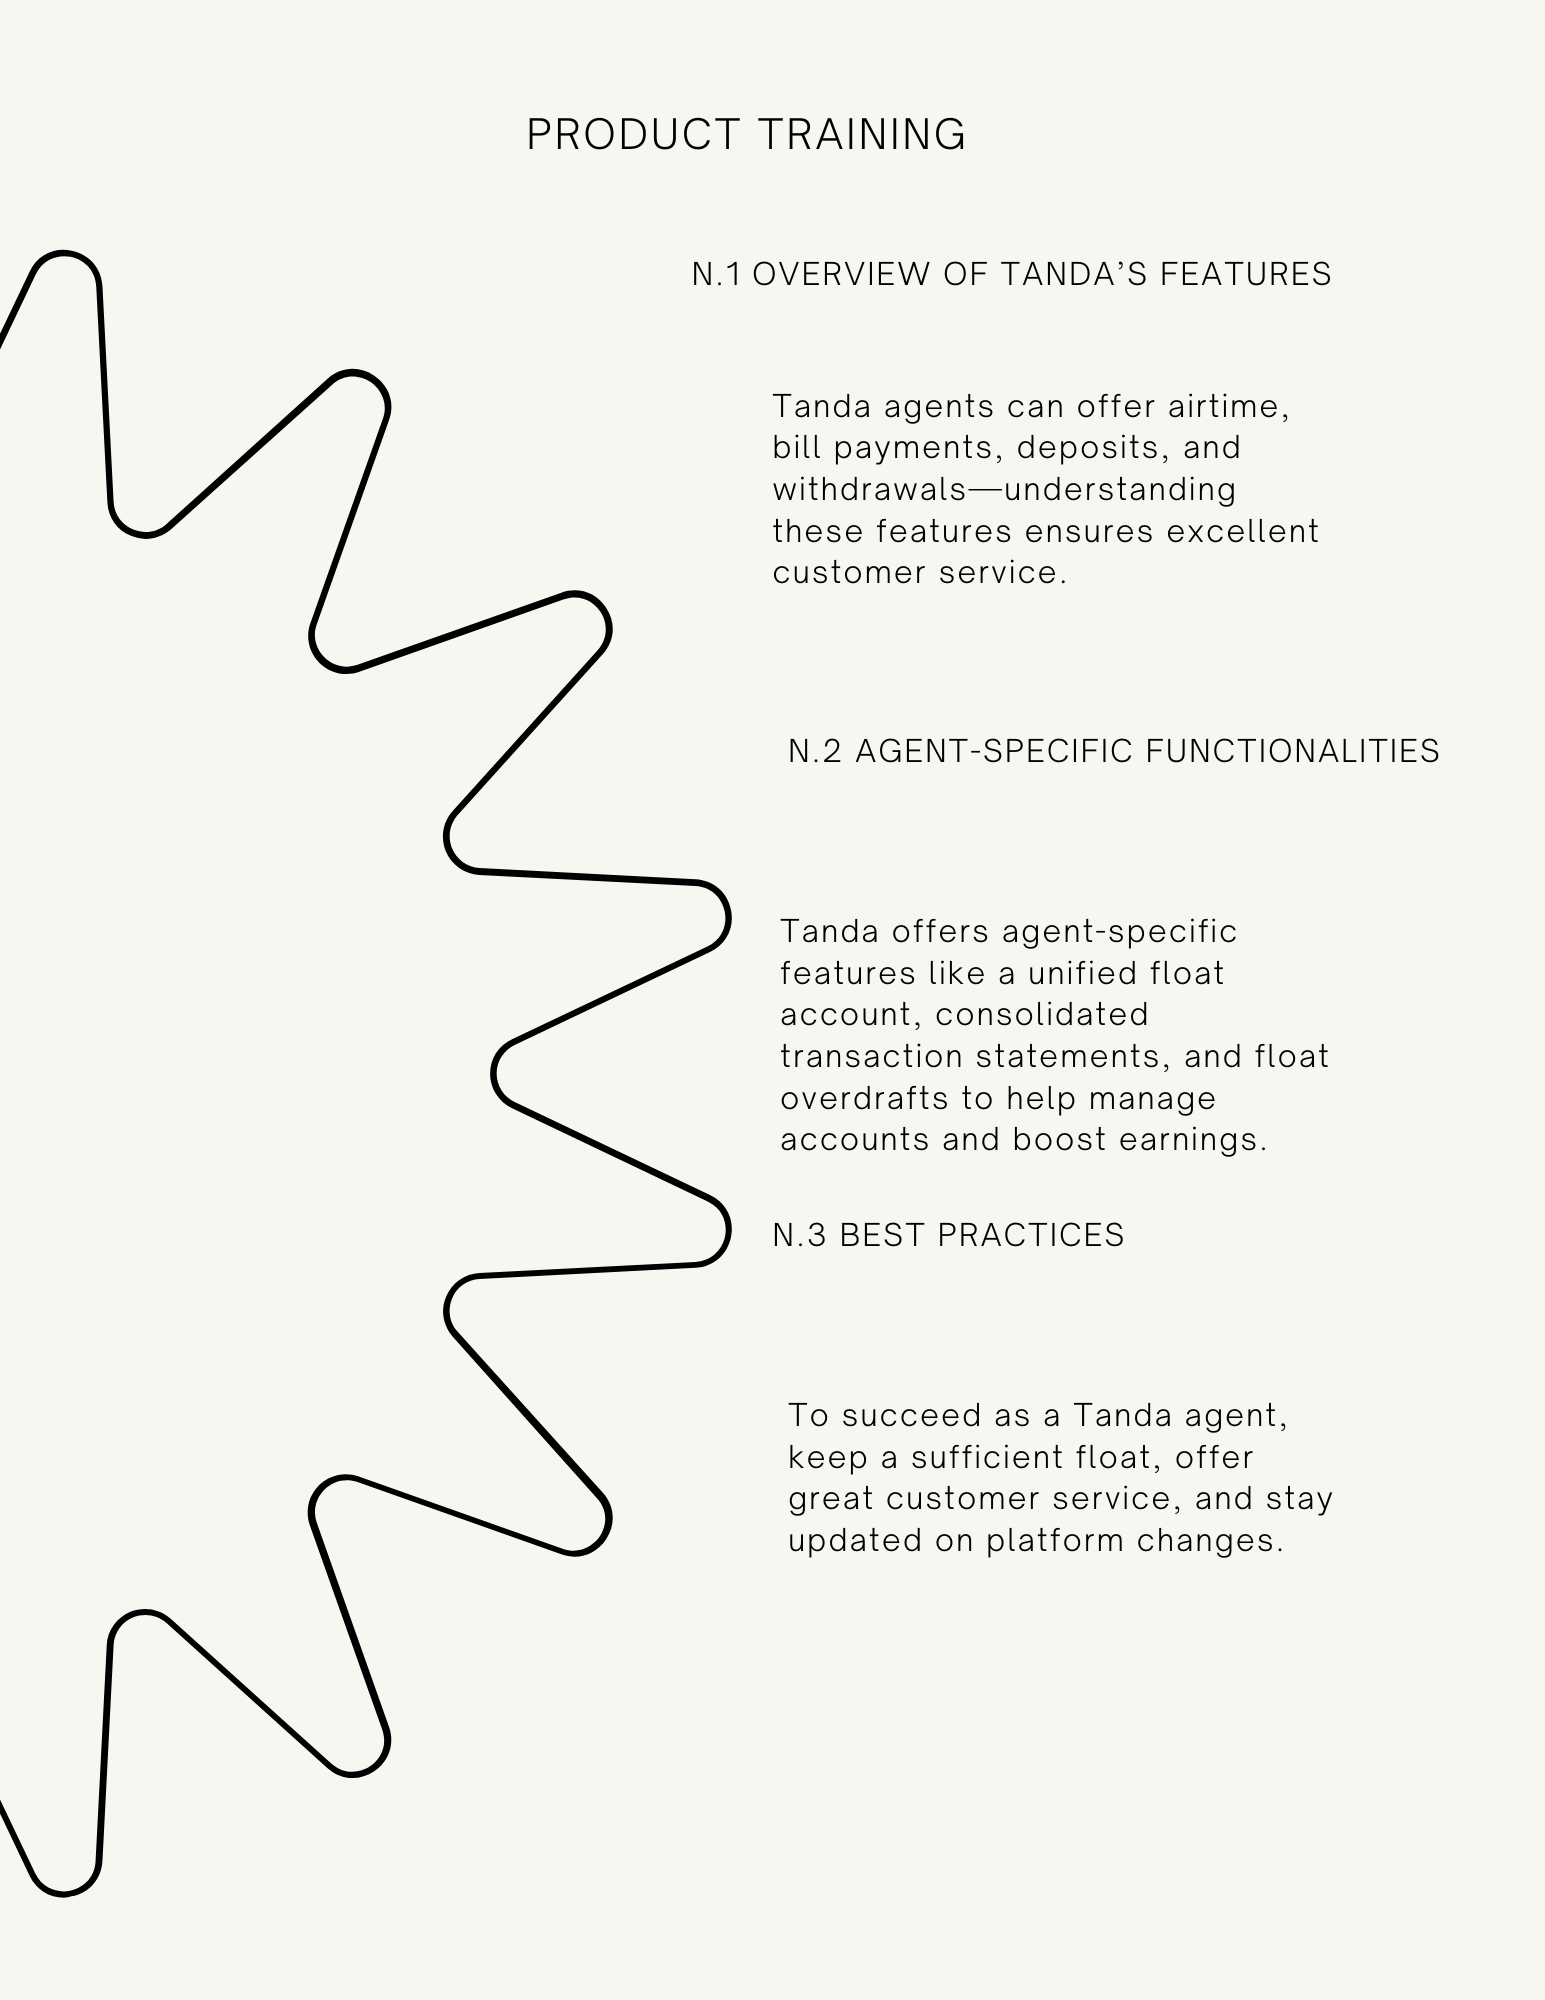 PRODUCT TRAINING
N.1 OVERVIEW OF TANDA’S FEATURES
Tanda agents can offer airtime,
bill payments, deposits, and
withdrawals—understanding
these features ensures excellent
customer service.
N.2 AGENT-SPECIFIC FUNCTIONALITIES
Tanda offers agent-specific
features like a unified float
account, consolidated
transaction statements, and float
overdrafts to help manage
accounts and boost earnings.
N.3 BEST PRACTICES
To succeed as a Tanda agent,
keep a sufficient float, offer
great customer service, and stay
updated on platform changes.